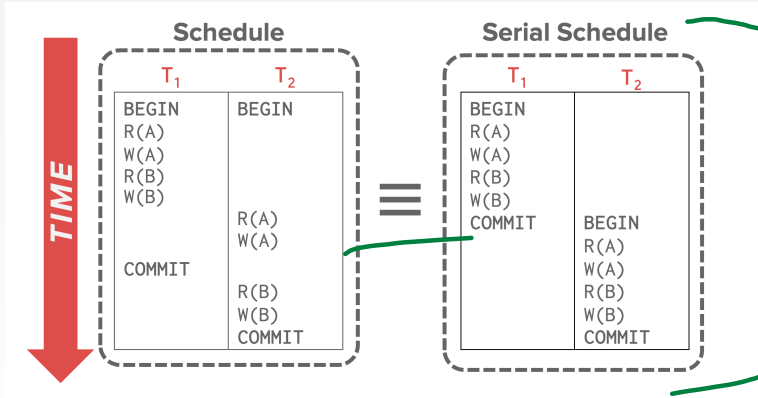 Schedule
Serial Schedule
TIME
T1 T2
BEGIN BEGIN
R(A)
W(A)
R(B)
W(B)
R(A)
W(A)
COMMIT
R(B)
W(B)
COMMIT
≡
T1 T2
BEGIN
R(A)
W(A)
R(B)
W(B)
COMMIT BEGIN
R(A)
W(A)
R(B)
W(B)
COMMIT